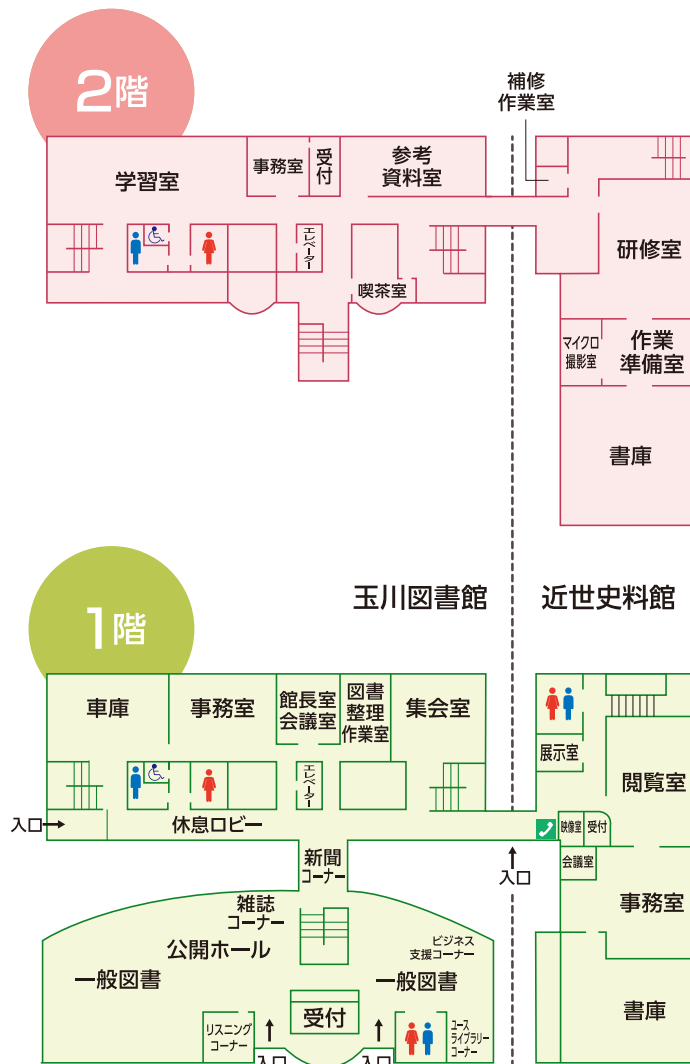 2階
補修
作業室
学習室
事務室
受付
参考
資料室
エレベーター
喫茶室
研修室
マイクロ
撮影室
作業
準備室
書庫
玉川図書館
近世史料館
1階
車庫
事務室
館長室
会議室
図書
整理
作業室
集会室
展示室
閲覧室
エレベーター
入口
休息ロビー
映像室
受付
会議室
新聞
コーナー
入口
事務室
雑誌
コーナー
公開ホール
ビジネス
支援コーナー
一般図書
一般図書
書庫
受付
リスニング
コーナー
ユース
ライブラリー
コーナー
入口
入口